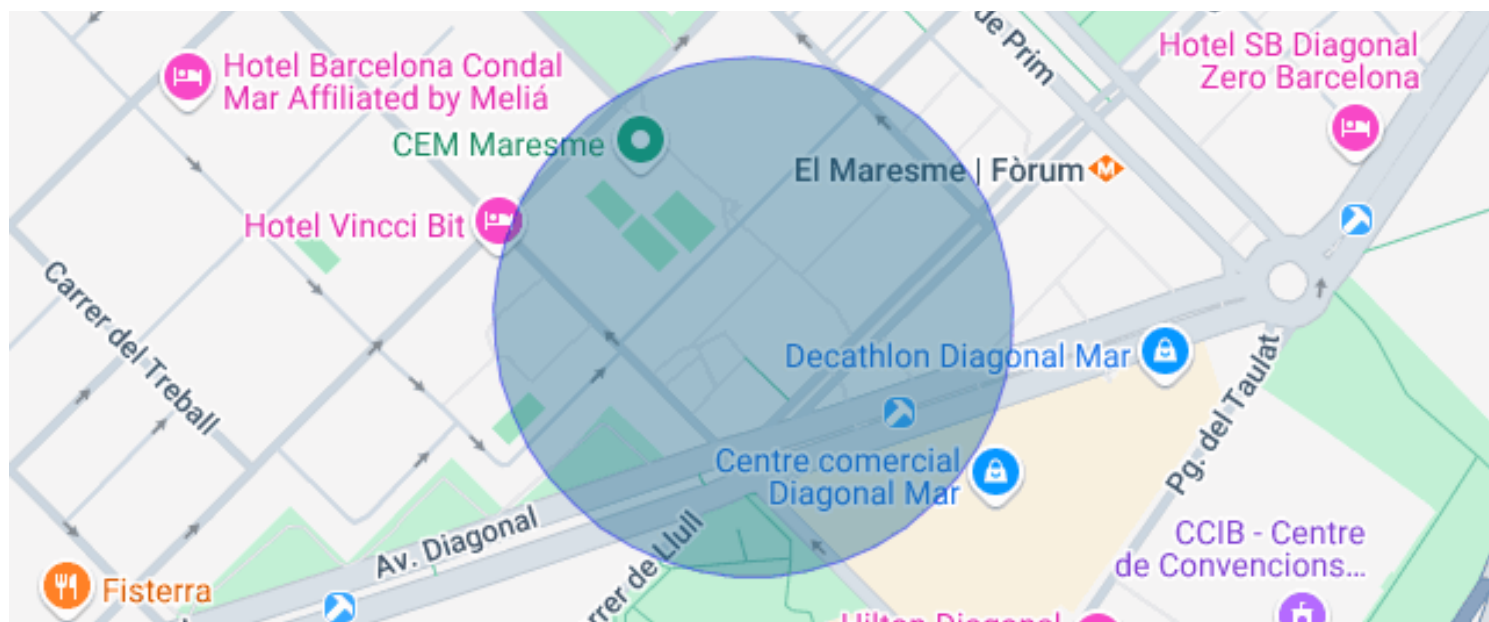 de Prim
Hotel SB Diagonal
Zero Barcelona
Hotel Barcelona Condal
Mar Affiliated by Meliá
CEM Maresme
El Maresme | Fòrum
M
Hotel Vincci Bit
Carrer del Treball
Decathlon Diagonal Mar
Pg. del Taulat
Centre comercial
Diagonal Mar
Av. Diagonal
rrer de Llull
CCIB - Centre
de Convencions...
Fisterra
Hilton Diagonal